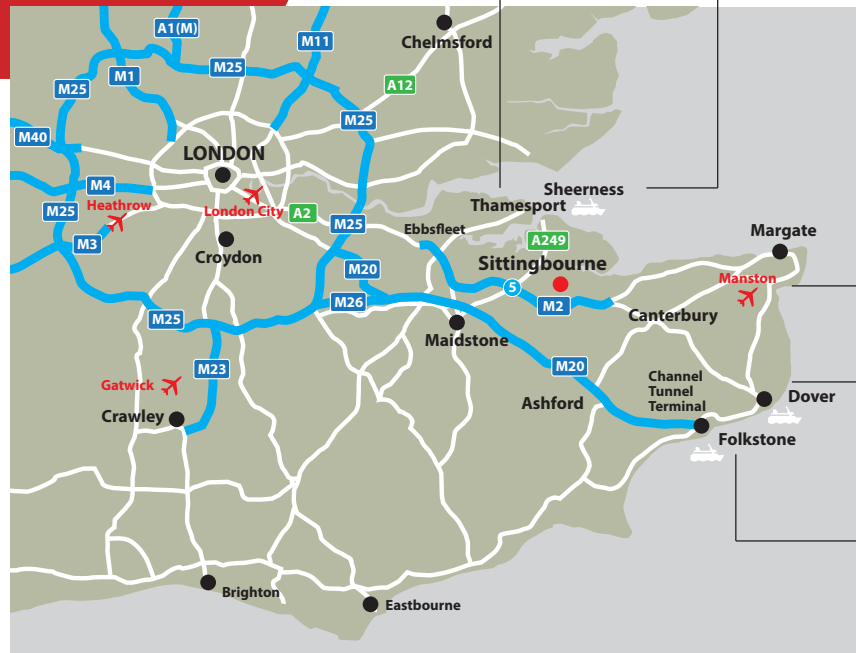 A1(M)
M11
Chelmsford
M25
M1
M25
A12
M25
M40
LONDON
M4
Sheerness
Heathrow
London City
Thamesport
M25
A2
M25
Ebbsfleet
A249
Margate
M3
Croydon
M20
Sittingbourne
Manston
5
M26
M2
Canterbury
M25
Maidstone
M23
M20
Gatwick
Channel
Tunnel
Terminal
Ashford
Dover
Crawley
Folkstone
Brighton
Eastbourne